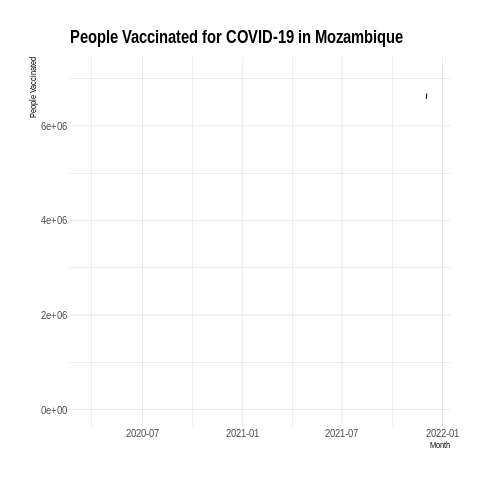 People Vaccinated for COVID-19 in Mozambique
People Vaccinated
6e+06
4e+06
2e+06
0e+00
2020-07 2021-01 2021-07 2022-01
Month